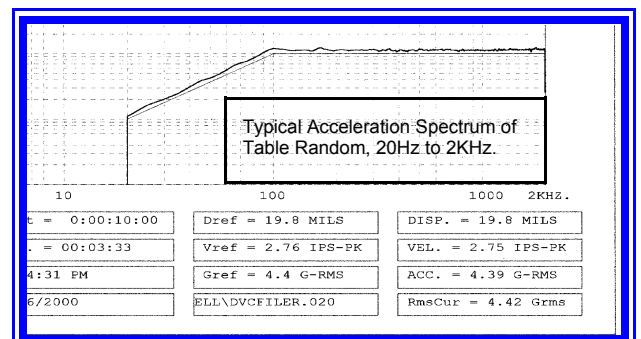 Typical Acceleration Spectrum of
Table Random, 20Hz to 2KHz.
10 100 1000 2KHZ.
t = 0:00:10:00 Dref = 19.8 MILS DISP. = 19.8 MILS
. = 00:03:33 Vref = 2.76 IPS-PK VEL. = 2.75 IPS-PK
4:31 PM Gref = 4.4 G-RMS ACC. = 4.39 G-RMS
6/2000 ELL\DVCFILER.020 RmsCur = 4.42 Grms